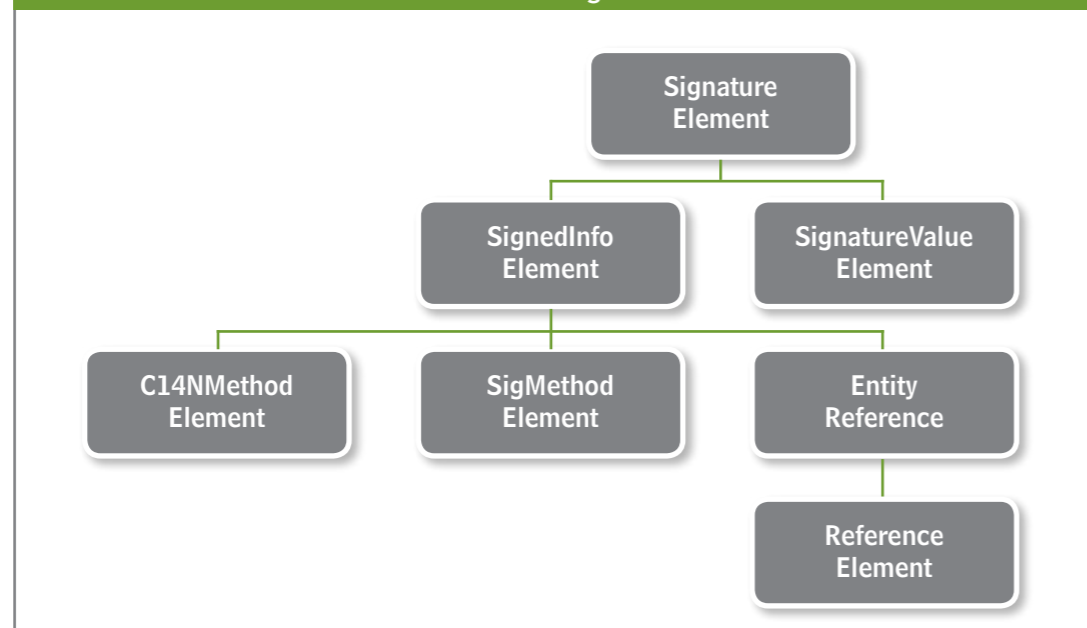 Signature
Element
SignedInfo
Element
SignatureValue
Element
C14NMethod
Element
SigMethod
Element
Entity
Reference
Reference
Element